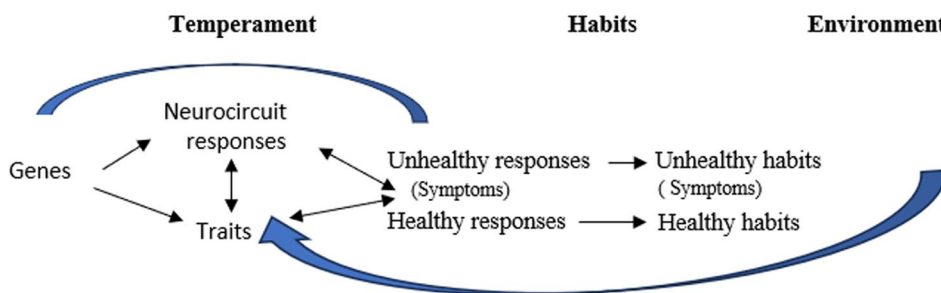 Temperament Habits Environment
Neurocircuit
responses
Genes
Unhealthy responses Unhealthy habits
(Symptoms) ( Symptoms)
Traits
Healthy responses Healthy habits